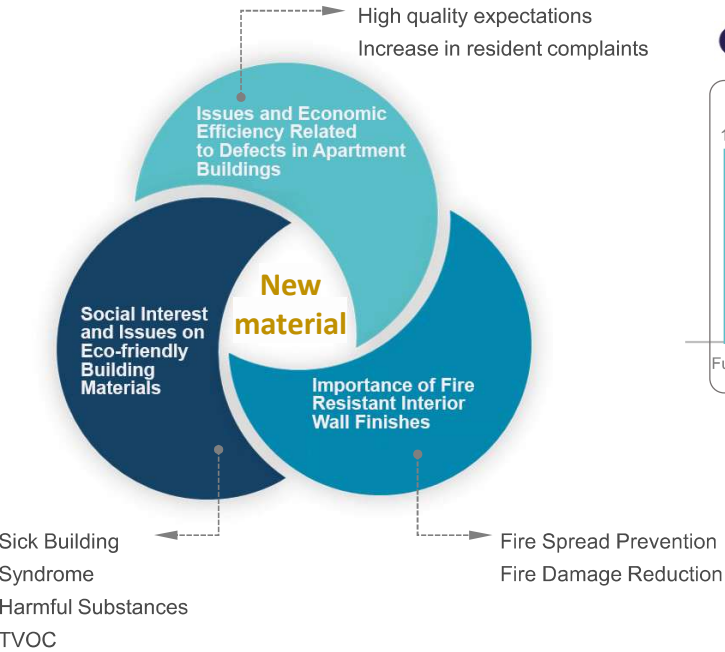 High quality expectations
Increase in resident complaints
Issues and Economic
Efficiency Related
to Defects in Apartment
Buildings
New
material
Social Interest
and Issues on
Eco-friendly
Building
Materials
Importance of Fire
Resistant Interior
Wall Finishes
Sick Building
Syndrome
Harmful Substances
TVOC
Fire Spread Prevention
Fire Damage Reduction